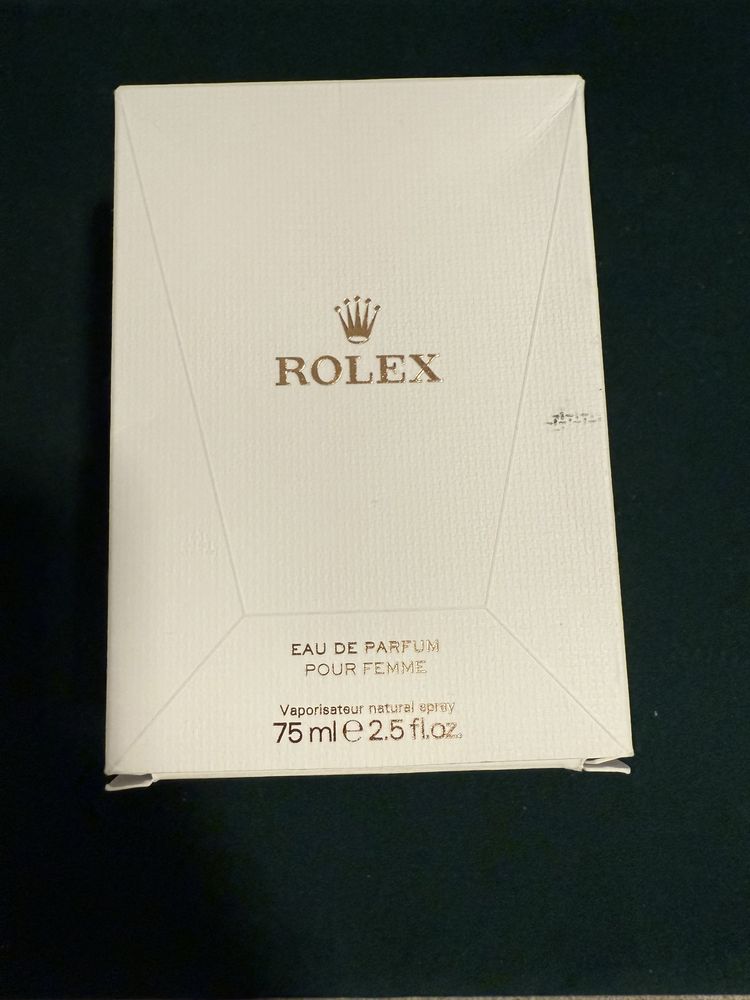 ROLEX
EAU DE PARFUM
POUR FEMME
Vaporisateur natural spray
75 ml ℮ 2.5 fl.oz.